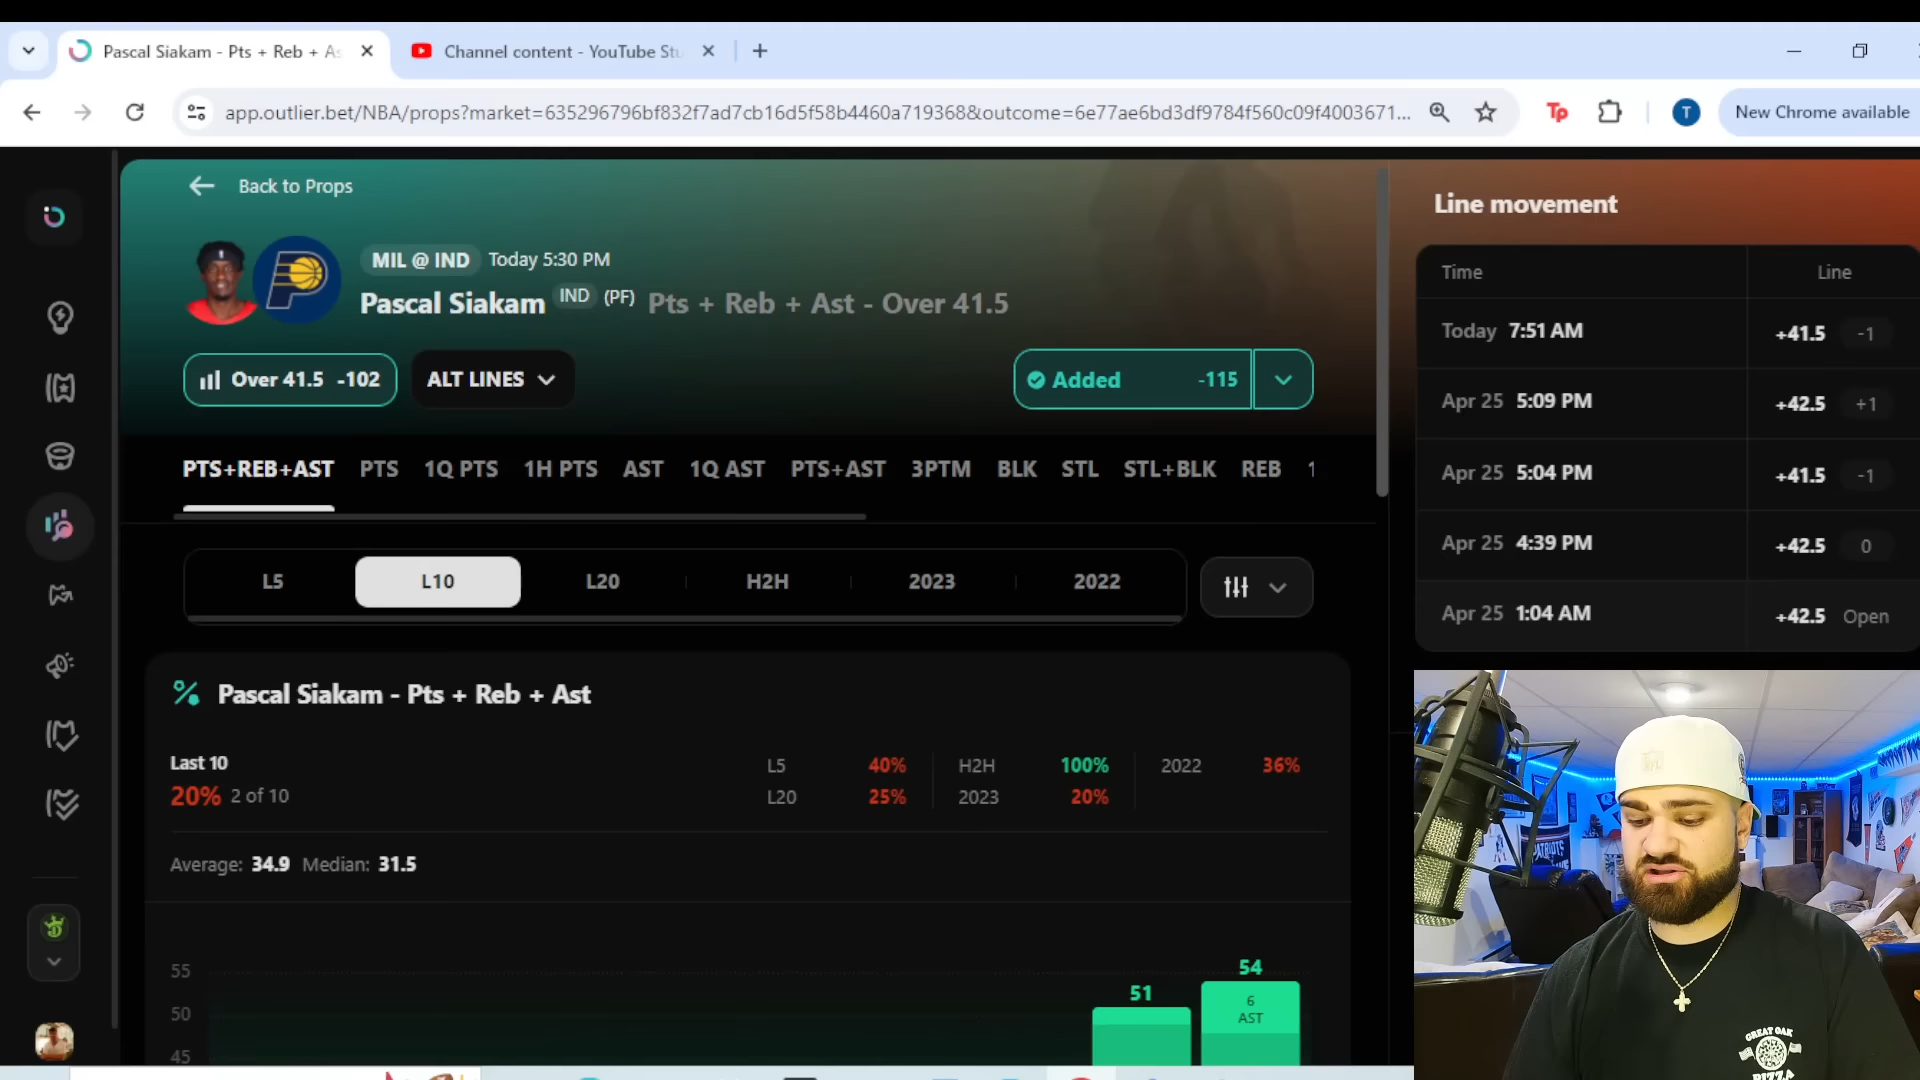 Pascal Siakam - Pts + Reb + As
Channel content - YouTube Stu
app.outlier.bet/NBA/props?market=635296796bf832f7ad7cb16d5f58b4460a719368&outcome=6e77ae6bd3df9784f560c09f4003671...
Tp
T
New Chrome available
Back to Props
MIL @ IND Today 5:30 PM
Pascal Siakam IND (PF) Pts + Reb + Ast - Over 41.5
Over 41.5 -102
ALT LINES
Added -115
PTS+REB+AST PTS 1Q PTS 1H PTS AST 1Q AST PTS+AST 3PTM BLK STL STL+BLK REB 1
L5 L10 L20 H2H 2023 2022
Pascal Siakam - Pts + Reb + Ast
Last 10
20% 2 of 10
L5 40% H2H 100% 2022 36%
L20 25% 2023 20%
Average: 34.9 Median: 31.5
55
50
45
51
54
6
AST
Line movement
Time Line
Today 7:51 AM +41.5 -1
Apr 25 5:09 PM +42.5 +1
Apr 25 5:04 PM +41.5 -1
Apr 25 4:39 PM +42.5 0
Apr 25 1:04 AM +42.5 Open
PATRIOTS
GREAT OAK
PIZZA